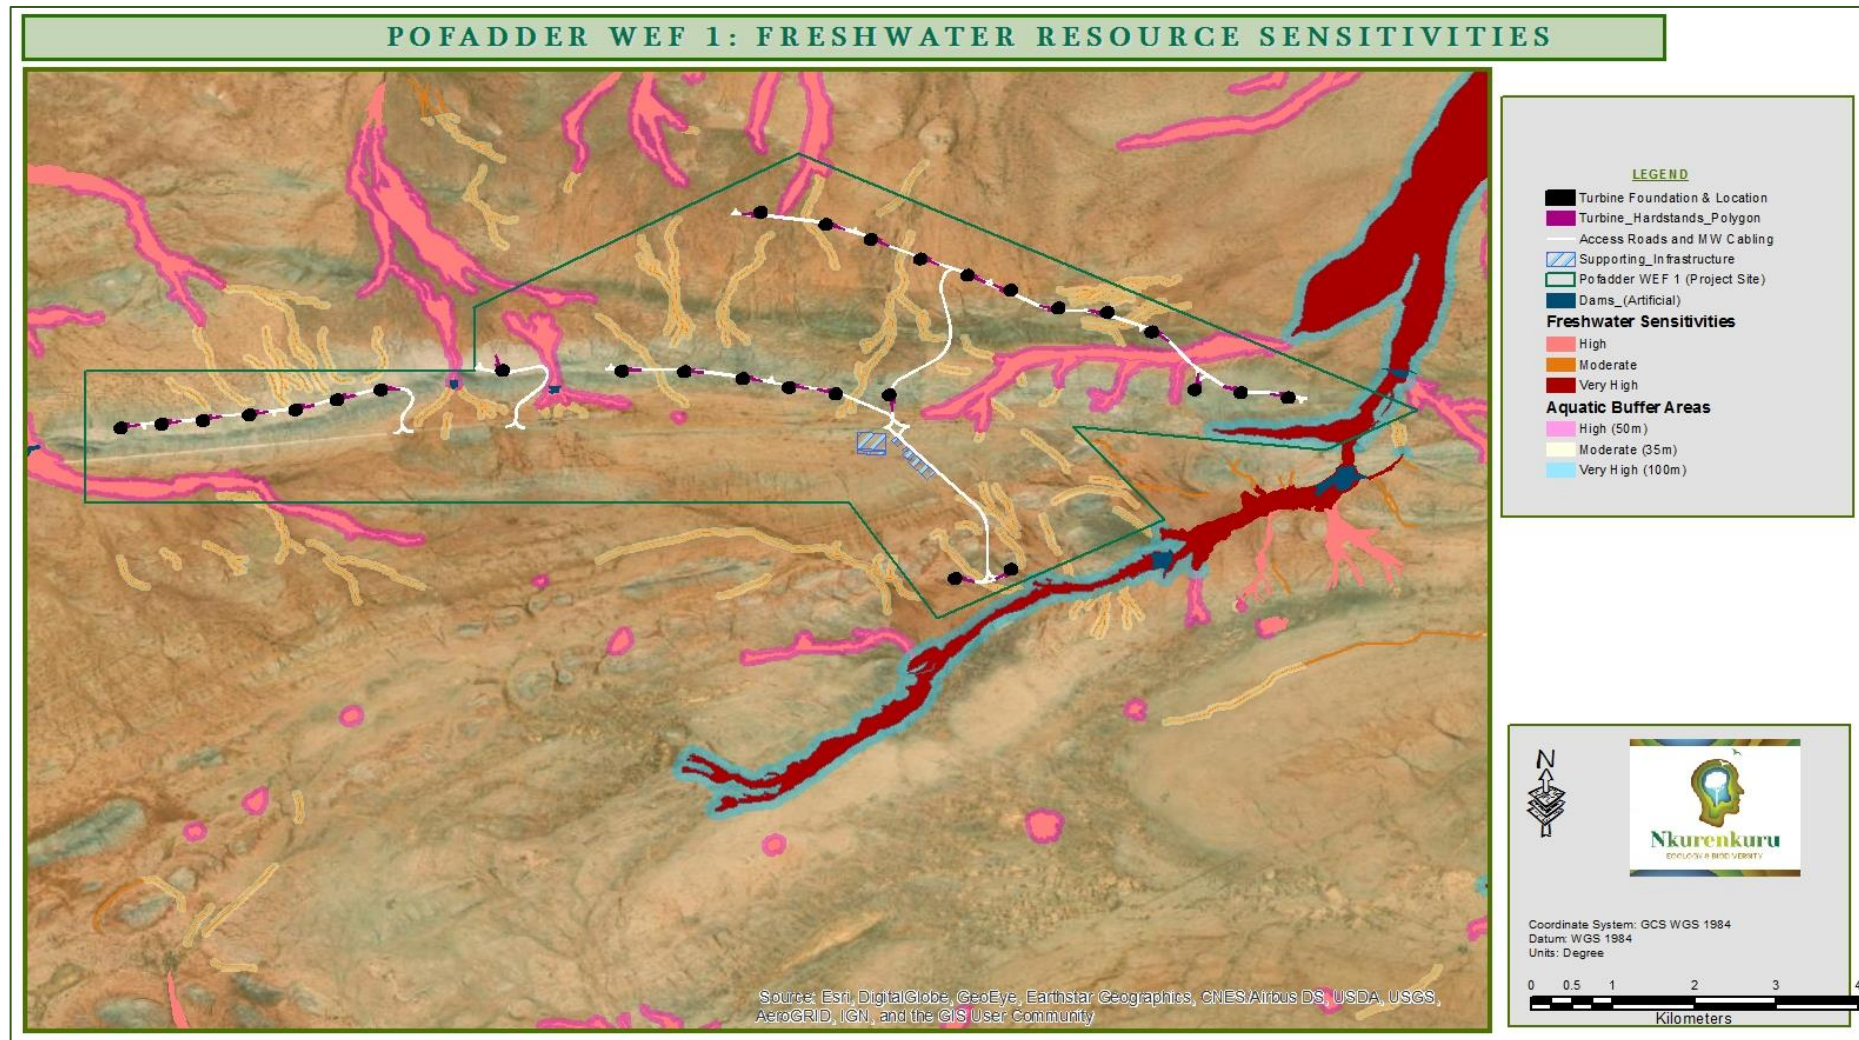 POFADDER WEF 1: FRESHWATER RESOURCE SENSITIVITIES
LEGEND
Turbine Foundation & Location
Turbine_Hardstands_Polygon
Access Roads and MW Cabling
Supporting_Infrastructure
Pofadder WEF 1 (Project Site)
Dams_(Artificial)
Freshwater Sensitivities
High
Moderate
Very High
Aquatic Buffer Areas
High (50m)
Moderate (35m)
Very High (100m)
N
Nkurenkuru
ECOLOGY & BIODIVERSITY
Coordinate System: GCS WGS 1984
Datum: WGS 1984
Units: Degree
0 0.5 1 2 3 4
Kilometers
Source: Esri, DigitalGlobe, GeoEye, Earthstar Geographics, CNES/Airbus DS, USDA, USGS,
AeroGRID, IGN, and the GIS User Community